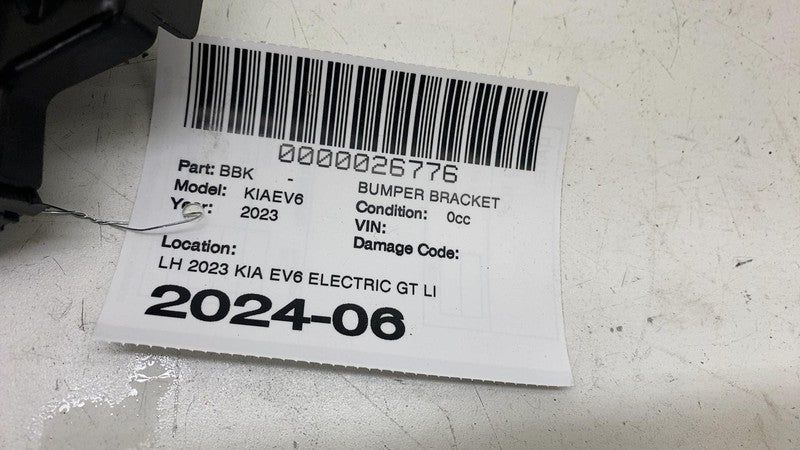 0000026776
Part: BBK - BUMPER BRACKET
Model: KIAEV6 Condition: 0cc
Year: 2023 VIN:
Damage Code:
Location:
LH 2023 KIA EV6 ELECTRIC GT LI
2024-06